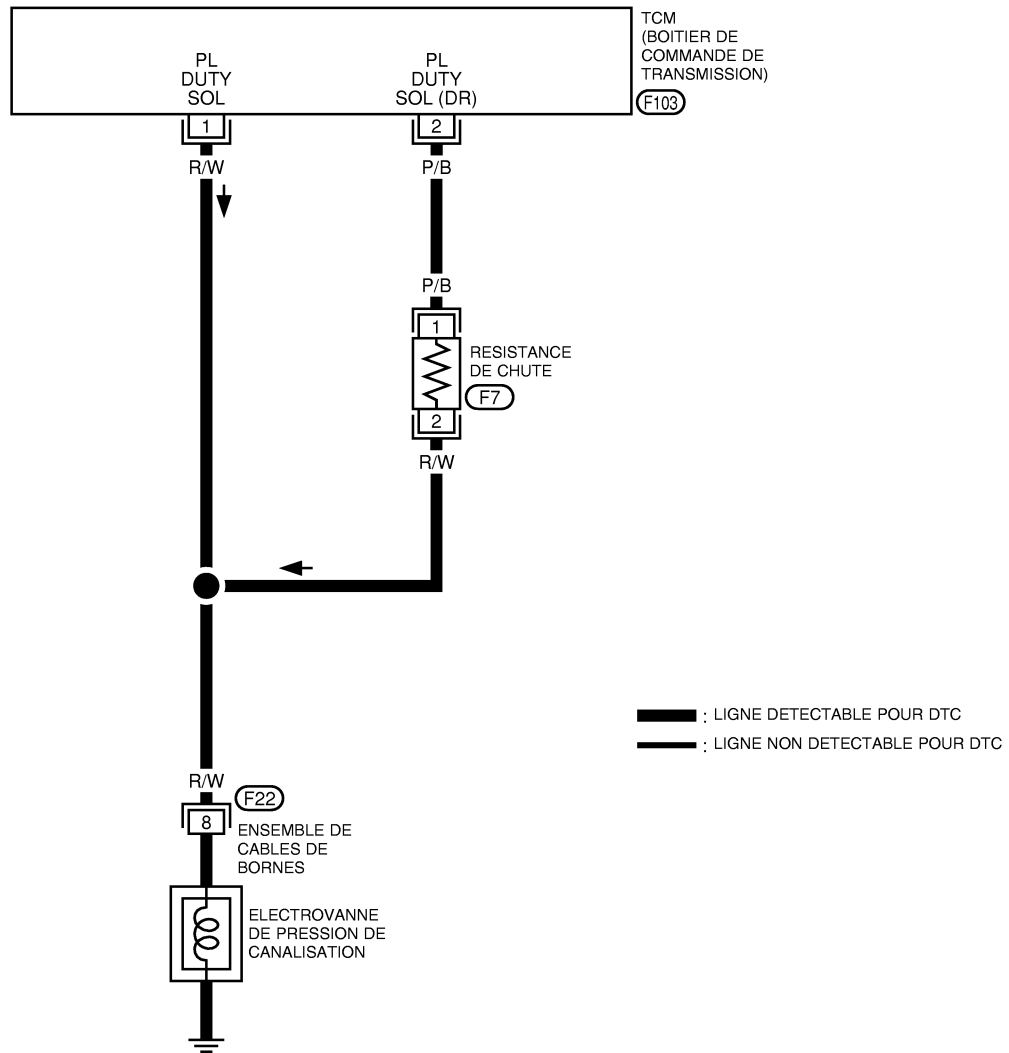 TCM
(BOITIER DE
COMMANDE DE
TRANSMISSION)
F103
PL
DUTY
SOL
PL
DUTY
SOL (DR)
1
2
R/W
P/B
P/B
1
RESISTANCE
DE CHUTE
F7
2
R/W
: LIGNE DETECTABLE POUR DTC
: LIGNE NON DETECTABLE POUR DTC
R/W
F22
8
ENSEMBLE DE
CABLES DE
BORNES
ELECTROVANNE
DE PRESSION DE
CANALISATION